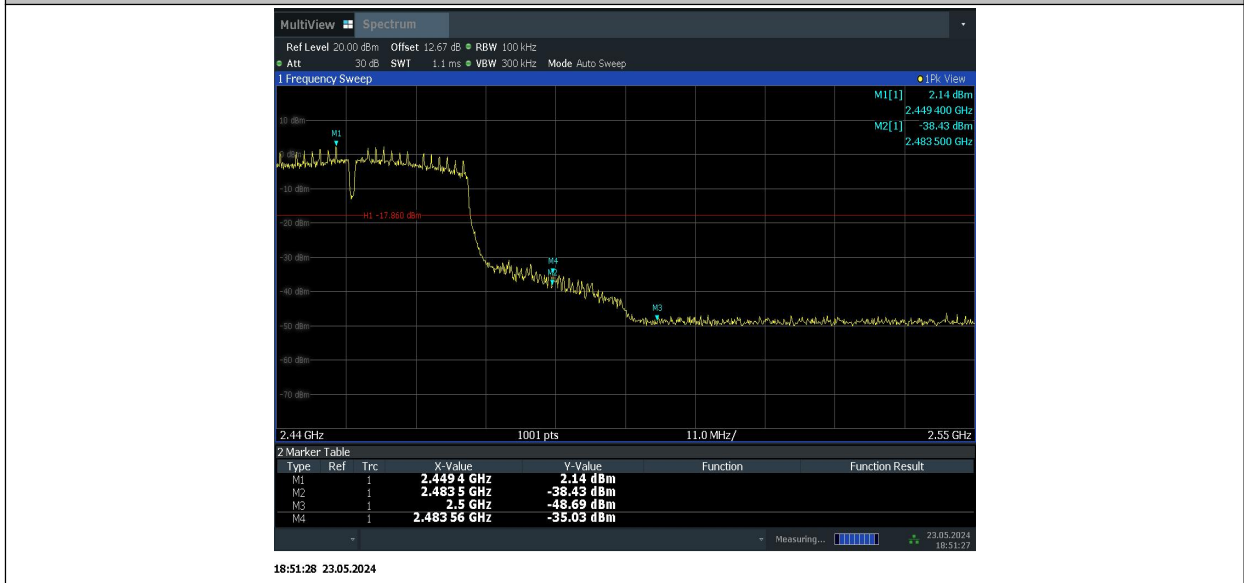 MultiView Spectrum
Ref Level 20.00 dBm Offset 12.67 dB RBW 100 kHz
Att 30 dB SWT 1.1 ms VBW 300 kHz Mode Auto Sweep
1 Frequency Sweep 1Pk View
M1[1] 2.14 dBm
2.449 400 GHz
M2[1] -38.43 dBm
2.483 500 GHz
10 dBm
M1
0 dBm
-10 dBm
H1 -17.860 dBm
-20 dBm
-30 dBm
M4
M2
-40 dBm
M3
-50 dBm
-60 dBm
-70 dBm
2.44 GHz 1001 pts 11.0 MHz/ 2.55 GHz
2 Marker Table
Type Ref Trc X-Value Y-Value Function Function Result
M1 1 2.449 4 GHz 2.14 dBm
M2 1 2.483 5 GHz -38.43 dBm
M3 1 2.5 GHz -48.69 dBm
M4 1 2.483 56 GHz -35.03 dBm
Measuring... 23.05.2024
18:51:27
18:51:28 23.05.2024